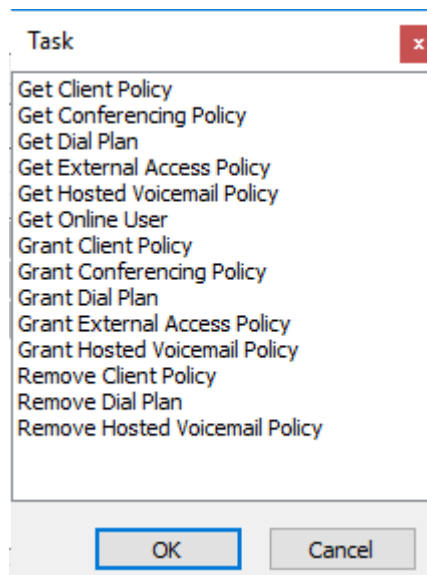 Task
x
Get Client Policy
Get Conferencing Policy
Get Dial Plan
Get External Access Policy
Get Hosted Voicemail Policy
Get Online User
Grant Client Policy
Grant Conferencing Policy
Grant Dial Plan
Grant External Access Policy
Grant Hosted Voicemail Policy
Remove Client Policy
Remove Dial Plan
Remove Hosted Voicemail Policy
OK
Cancel